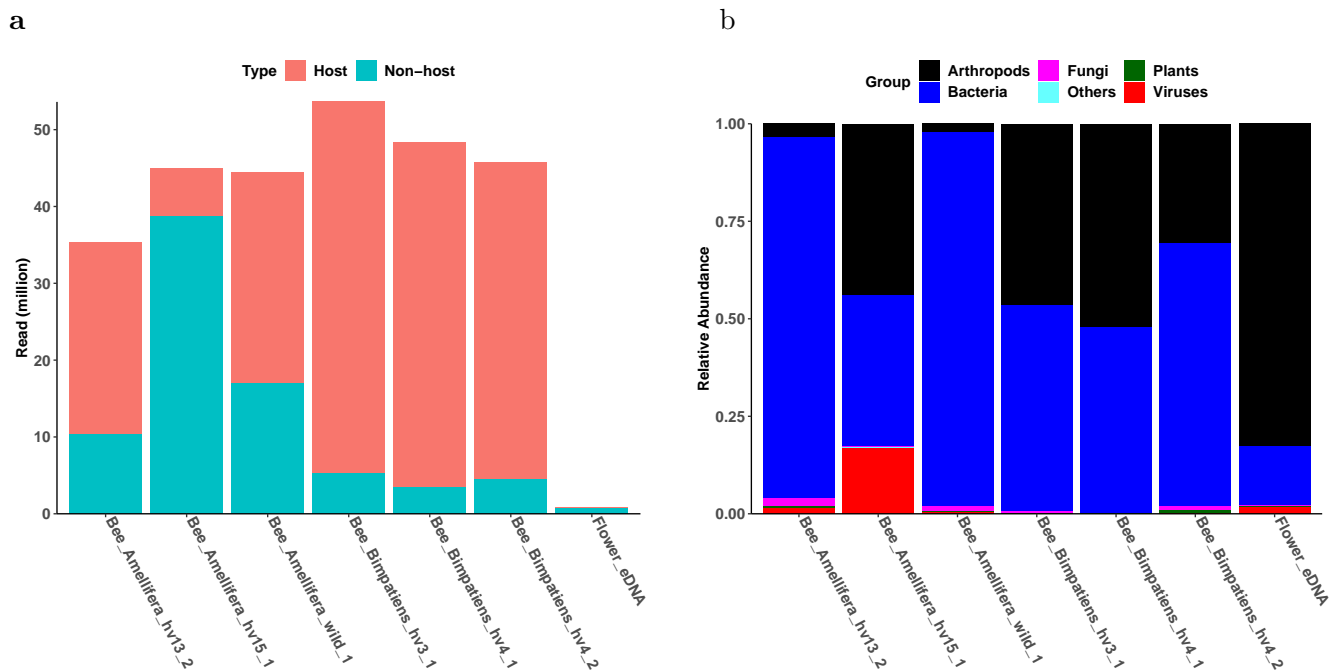 a
Type Host Non-host
Read (million)
50
40
30
20
10
0
Bee_Amellifera_hv13_2
Bee_Amellifera_hv15_1
Bee_Amellifera_wild_1
Bee_Bimpatiens_hv3_1
Bee_Bimpatiens_hv4_1
Bee_Bimpatiens_hv4_2
Flower_eDNA
b
Group
Arthropods Fungi Plants
Bacteria Others Viruses
Relative Abundance
1.00
0.75
0.50
0.25
0.00
Bee_Amellifera_hv13_2
Bee_Amellifera_hv15_1
Bee_Amellifera_wild_1
Bee_Bimpatiens_hv3_1
Bee_Bimpatiens_hv4_1
Bee_Bimpatiens_hv4_2
Flower_eDNA